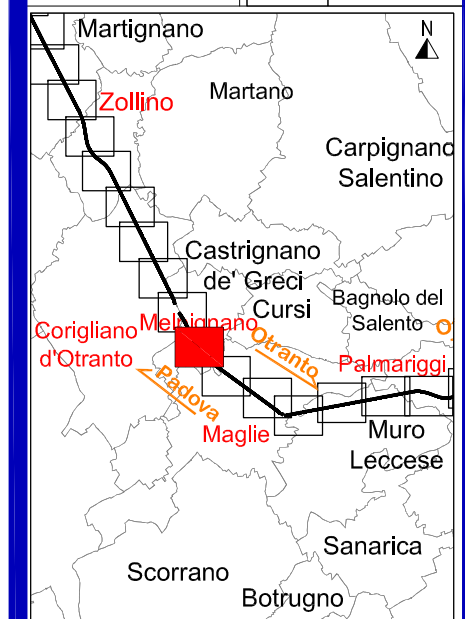 Martignano
N
Zollino
Martano
Carpignano
Salentino
Castrignano
de' Greci
Cursi
Bagnolo del
Salento
Melpignano
Corigliano
d'Otranto
Otranto
Palmariggi
Padova
Maglie
Muro
Leccese
Sanarica
Scorrano
Botrugno